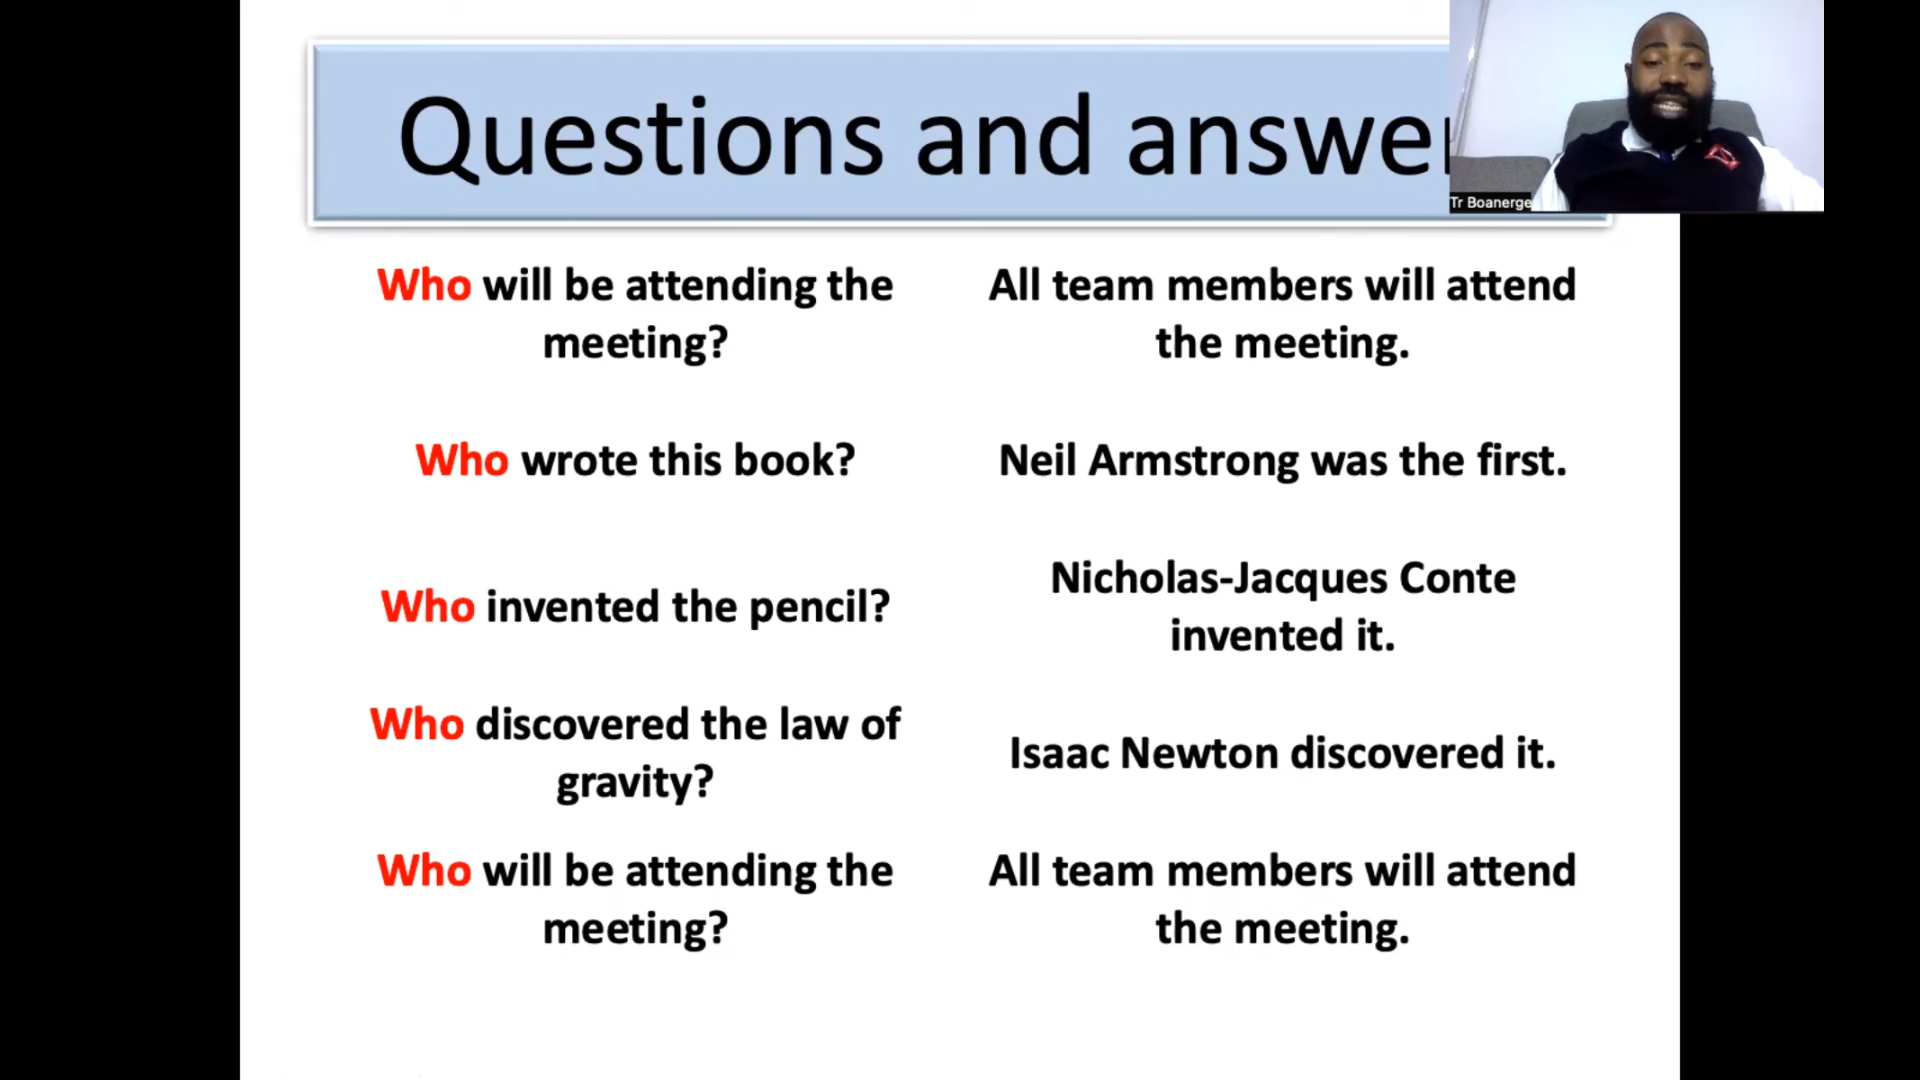 Questions and answer
Tr Boanerge
Who will be attending the
meeting?
All team members will attend
the meeting.
Who wrote this book?
Neil Armstrong was the first.
Who invented the pencil?
Nicholas-Jacques Conte
invented it.
Who discovered the law of
gravity?
Isaac Newton discovered it.
Who will be attending the
meeting?
All team members will attend
the meeting.